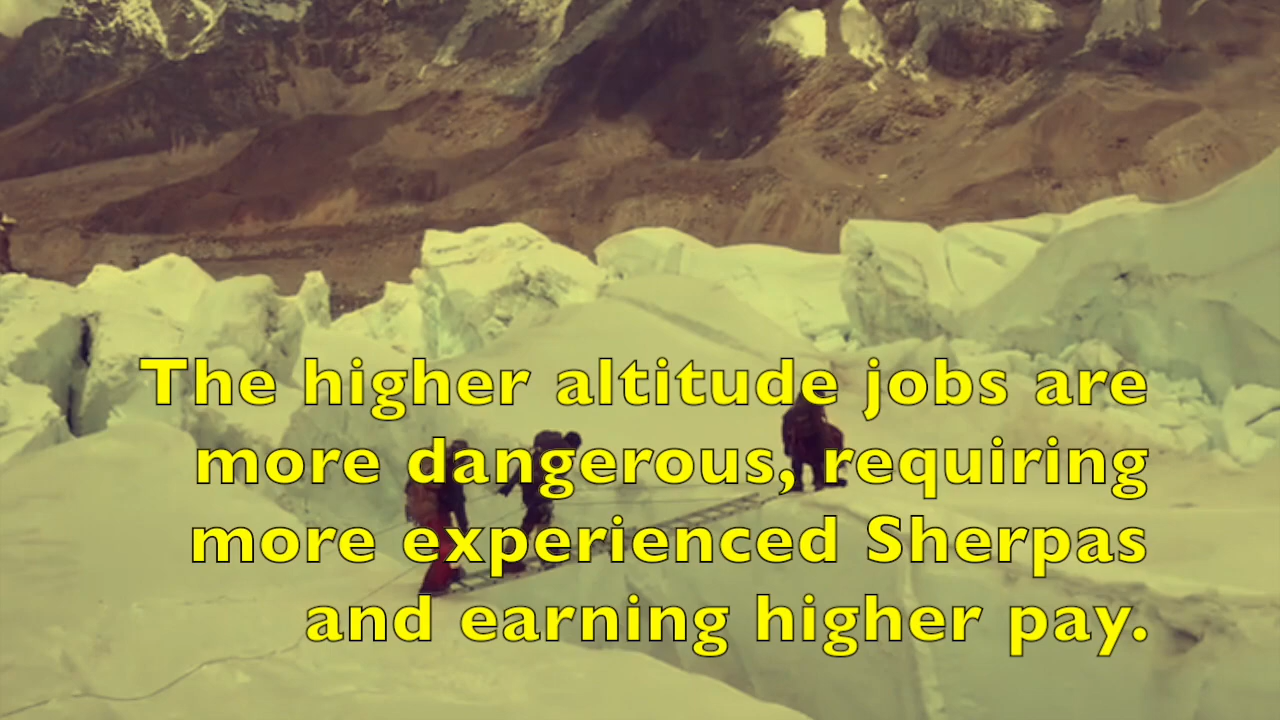 The higher altitude jobs are
more dangerous, requiring
more experienced Sherpas
and earning higher pay.